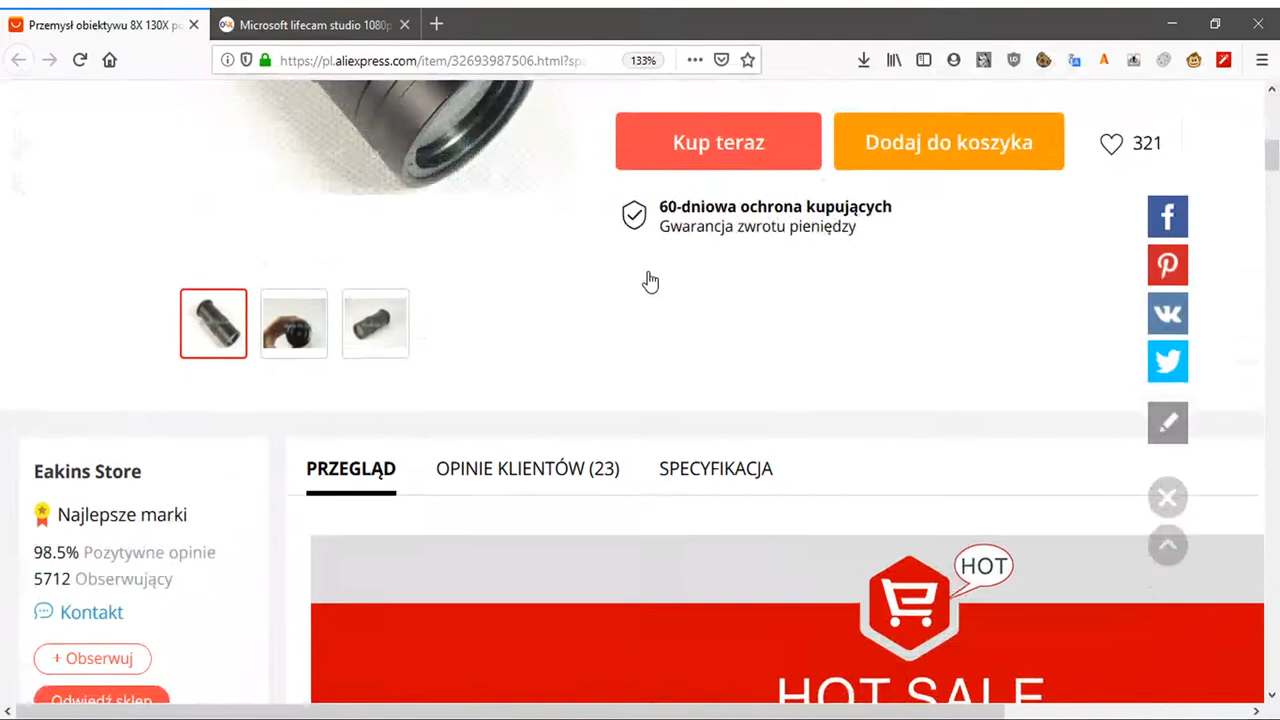 Przemysł obiektywu 8X 130X po
Microsoft lifecam studio 1080p
https://pl.aliexpress.com/item/32693987506.html?sp
133%
Kup teraz
Dodaj do koszyka
321
60-dniowa ochrona kupujących
Gwarancja zwrotu pieniędzy
Eakins Store
Najlepsze marki
98.5% Pozytywne opinie
5712 Obserwujący
Kontakt
+ Obserwuj
Odwiedź sklep
PRZEGLĄD
OPINIE KLIENTÓW (23)
SPECYFIKACJA
HOT
HOT SALE